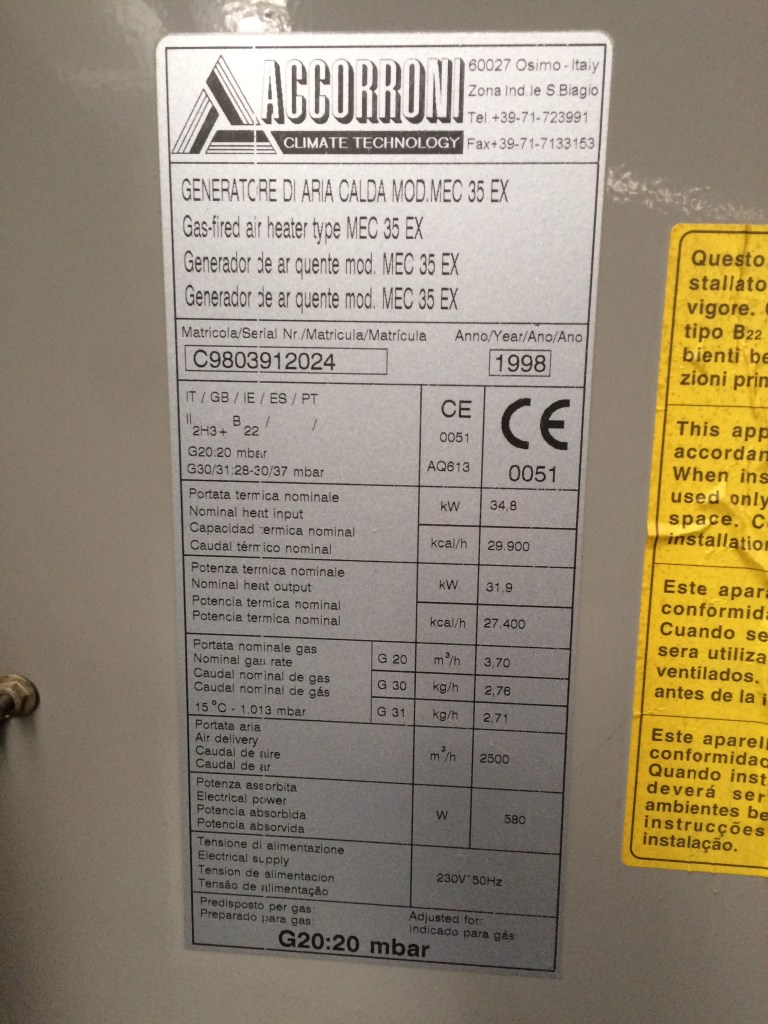 ACCORRONI
CLIMATE TECHNOLOGY
60027 Osimo - Italy
Zona Ind.le S Biagio
Tel +39-71-723991
Fax+39-71-7133153
GENERATORE DI ARIA CALDA MOD.MEC 35 EX
Gas-fired air heater type MEC 35 EX
Generador de ar quente mod. MEC 35 EX
Generador de ar quente mod. MEC 35 EX
Matricola/Serial Nr./Matricula/Matrícula Anno/Year/Ano/Ano
C9803912024 1998
IT / GB / IE / ES / PT
II2H3+ B22 / /
G20:20 mbar
G30/31:28-30/37 mbar
CE
0051
AQ613
CE
0051
Portata termica nominale
Nominal heat input
Capacidad termica nominal
Caudal térmico nominal
kW 34,8
kcal/h 29.900
Potenza termica nominale
Nominal heat output
Potencia termica nominal
Potencia termica nominal
kW 31,9
kcal/h 27.400
Portata nominale gas
Nominal gas rate
Caudal nominal de gas
Caudal nominal de gás
15 °C - 1.013 mbar
G 20 m³/h 3,70
G 30 kg/h 2,76
G 31 kg/h 2,71
Portata aria
Air delivery
Caudal de aire
Caudal de ar
m³/h 2500
Potenza assorbita
Electrical power
Potencia absorbida
Potencia absorvida
W 580
Tensione di alimentazione
Electrical supply
Tension de alimentacion
Tensão de alimentação
230V~50Hz
Predisposto per gas:
Preparado para gas:
Adjusted for:
Indicado para gás:
G20:20 mbar
Questo
stallato
vigore.
tipo B22
bienti be
zioni prin
This app
accordan
When ins
used only
space. C
installation
Este apar
conformid
Cuando se
sera utiliza
ventilados.
antes de la i
Este aparel
conformidad
Quando inst
deverá ser
ambientes be
instrucções
instalação.